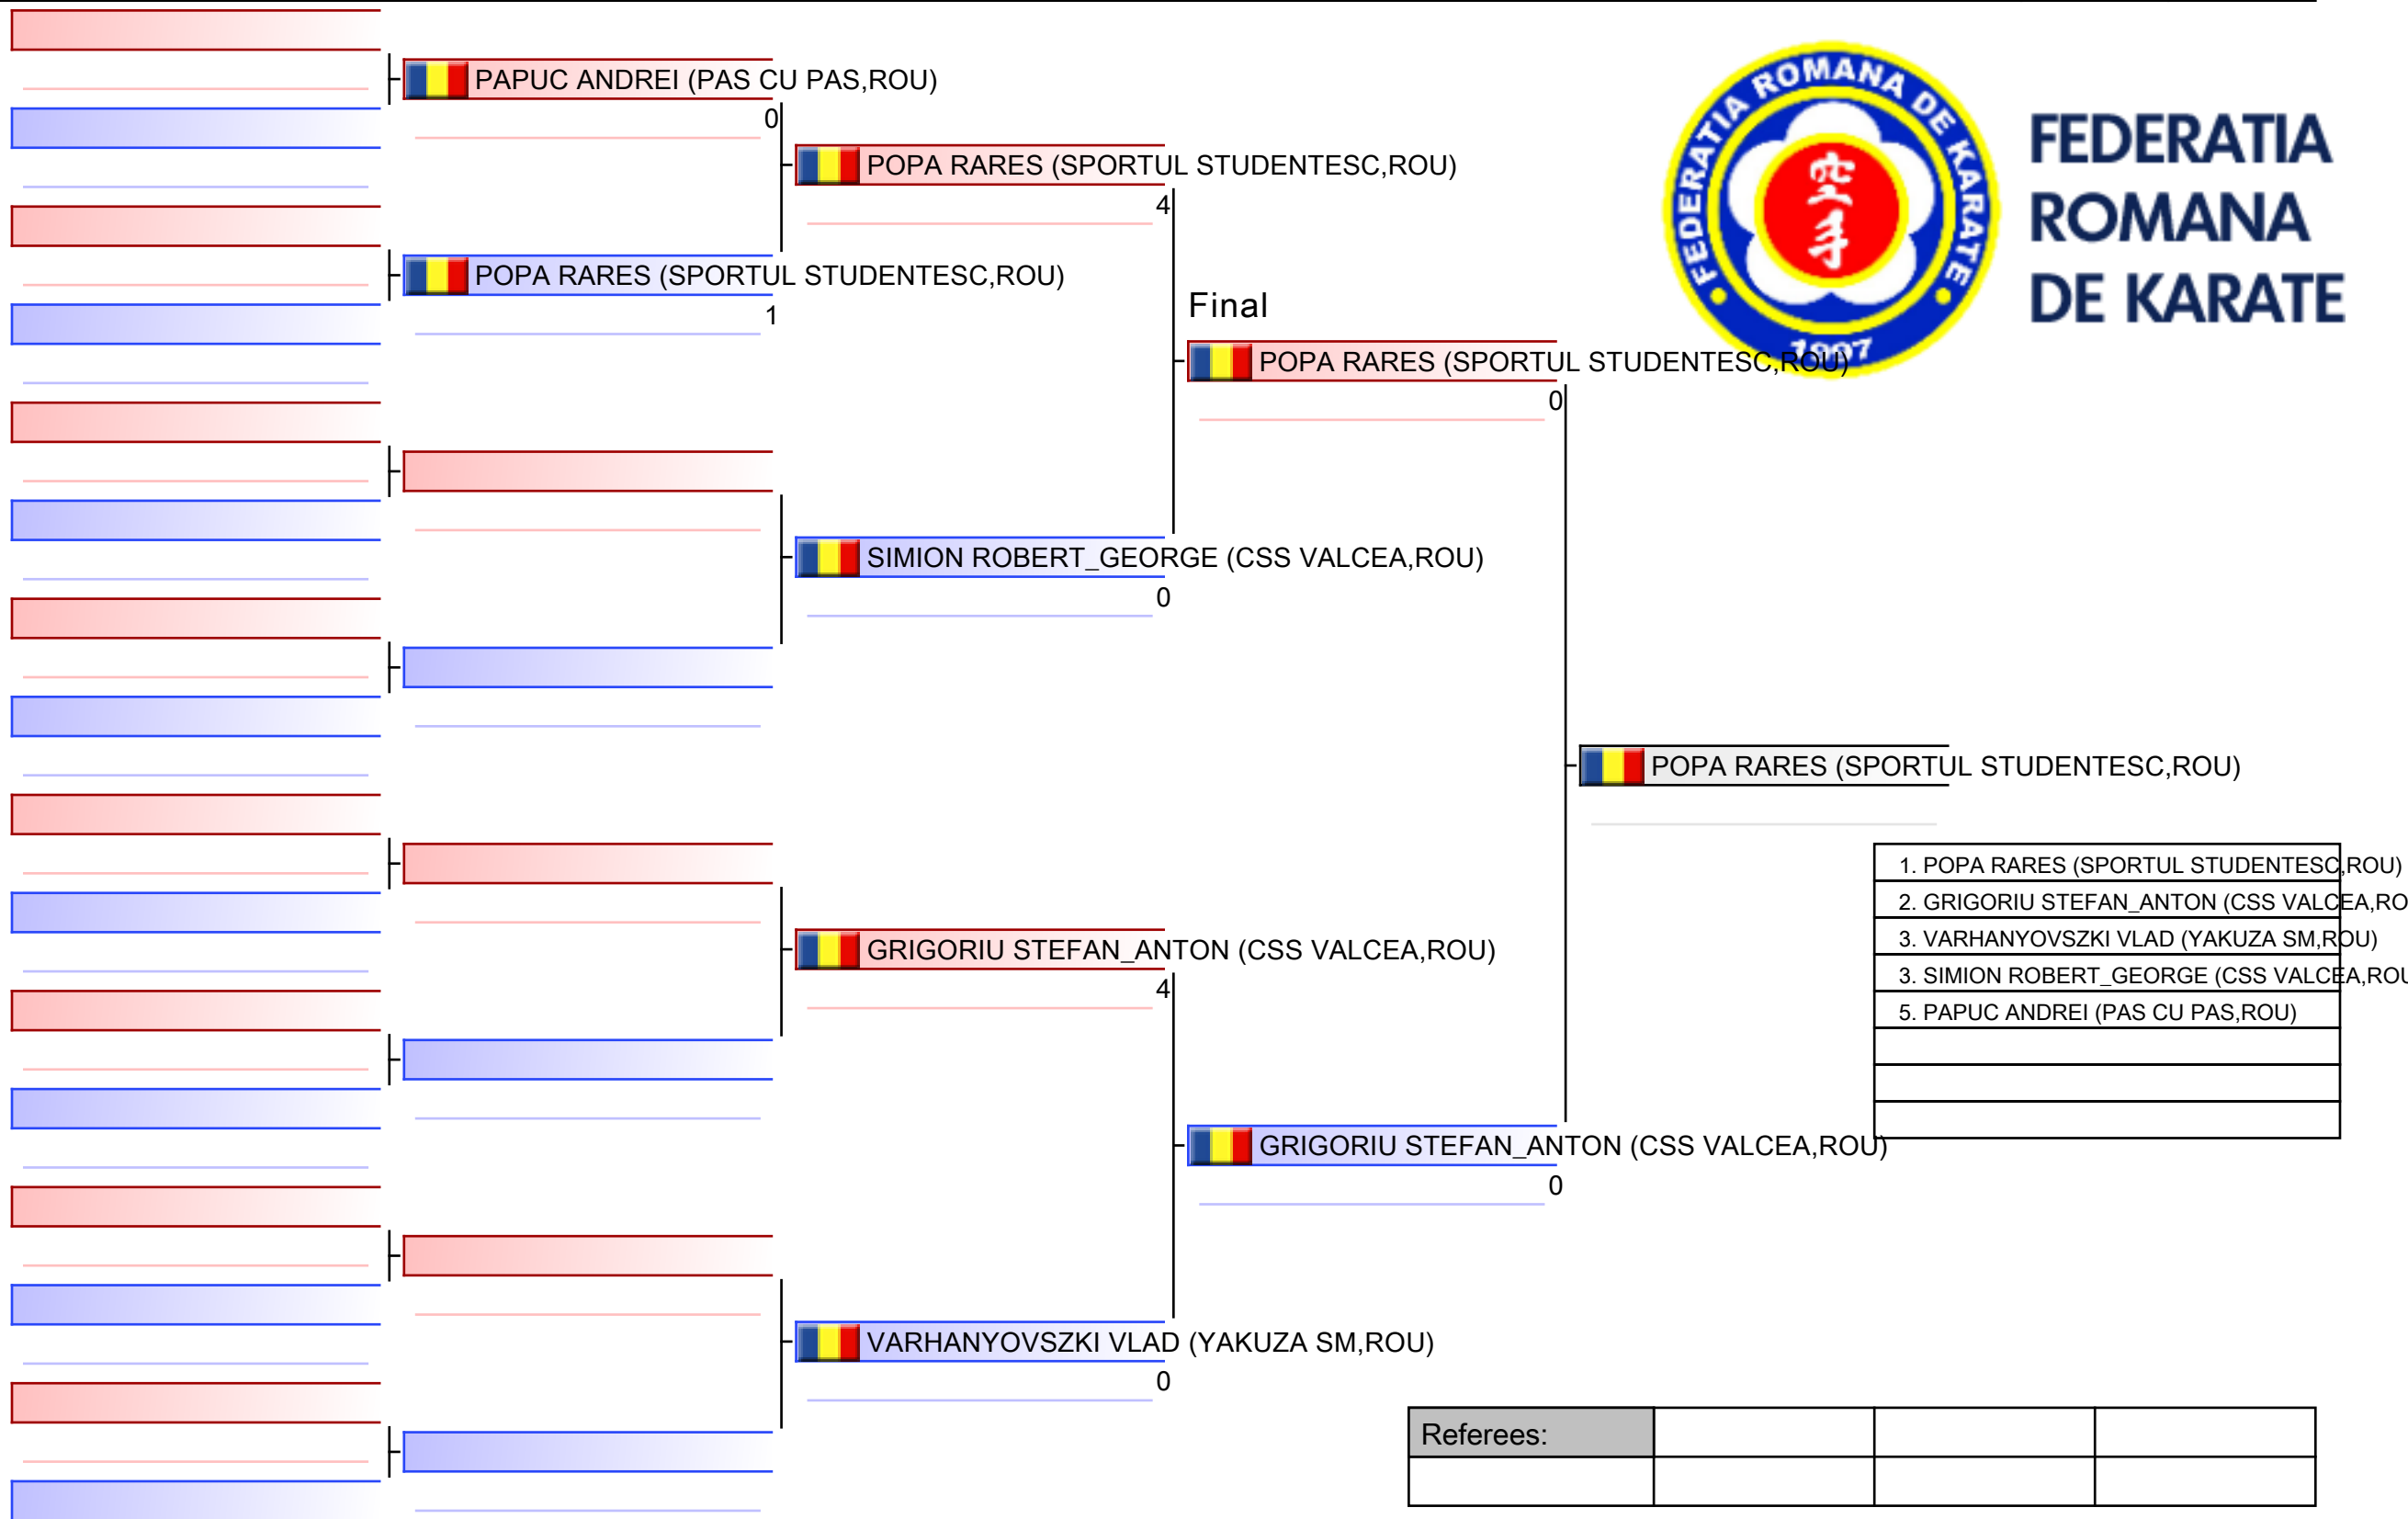 PAPUC ANDREI (PAS CU PAS,ROU)
0
POPA RARES (SPORTUL STUDENTESC,ROU)
4
POPA RARES (SPORTUL STUDENTESC,ROU)
1
Final
POPA RARES (SPORTUL STUDENTESC,ROU)
0
SIMION ROBERT_GEORGE (CSS VALCEA,ROU)
0
POPA RARES (SPORTUL STUDENTESC,ROU)
GRIGORIU STEFAN_ANTON (CSS VALCEA,ROU)
4
GRIGORIU STEFAN_ANTON (CSS VALCEA,ROU)
0
VARHANYOVSZKI VLAD (YAKUZA SM,ROU)
0
FEDERATIA ROMANA DE KARATE
空手
1997
FEDERATIA
ROMANA
DE KARATE
1. POPA RARES (SPORTUL STUDENTESC,ROU)
2. GRIGORIU STEFAN_ANTON (CSS VALCEA,RO
3. VARHANYOVSZKI VLAD (YAKUZA SM,ROU)
3. SIMION ROBERT_GEORGE (CSS VALCEA,ROU
5. PAPUC ANDREI (PAS CU PAS,ROU)
Referees: